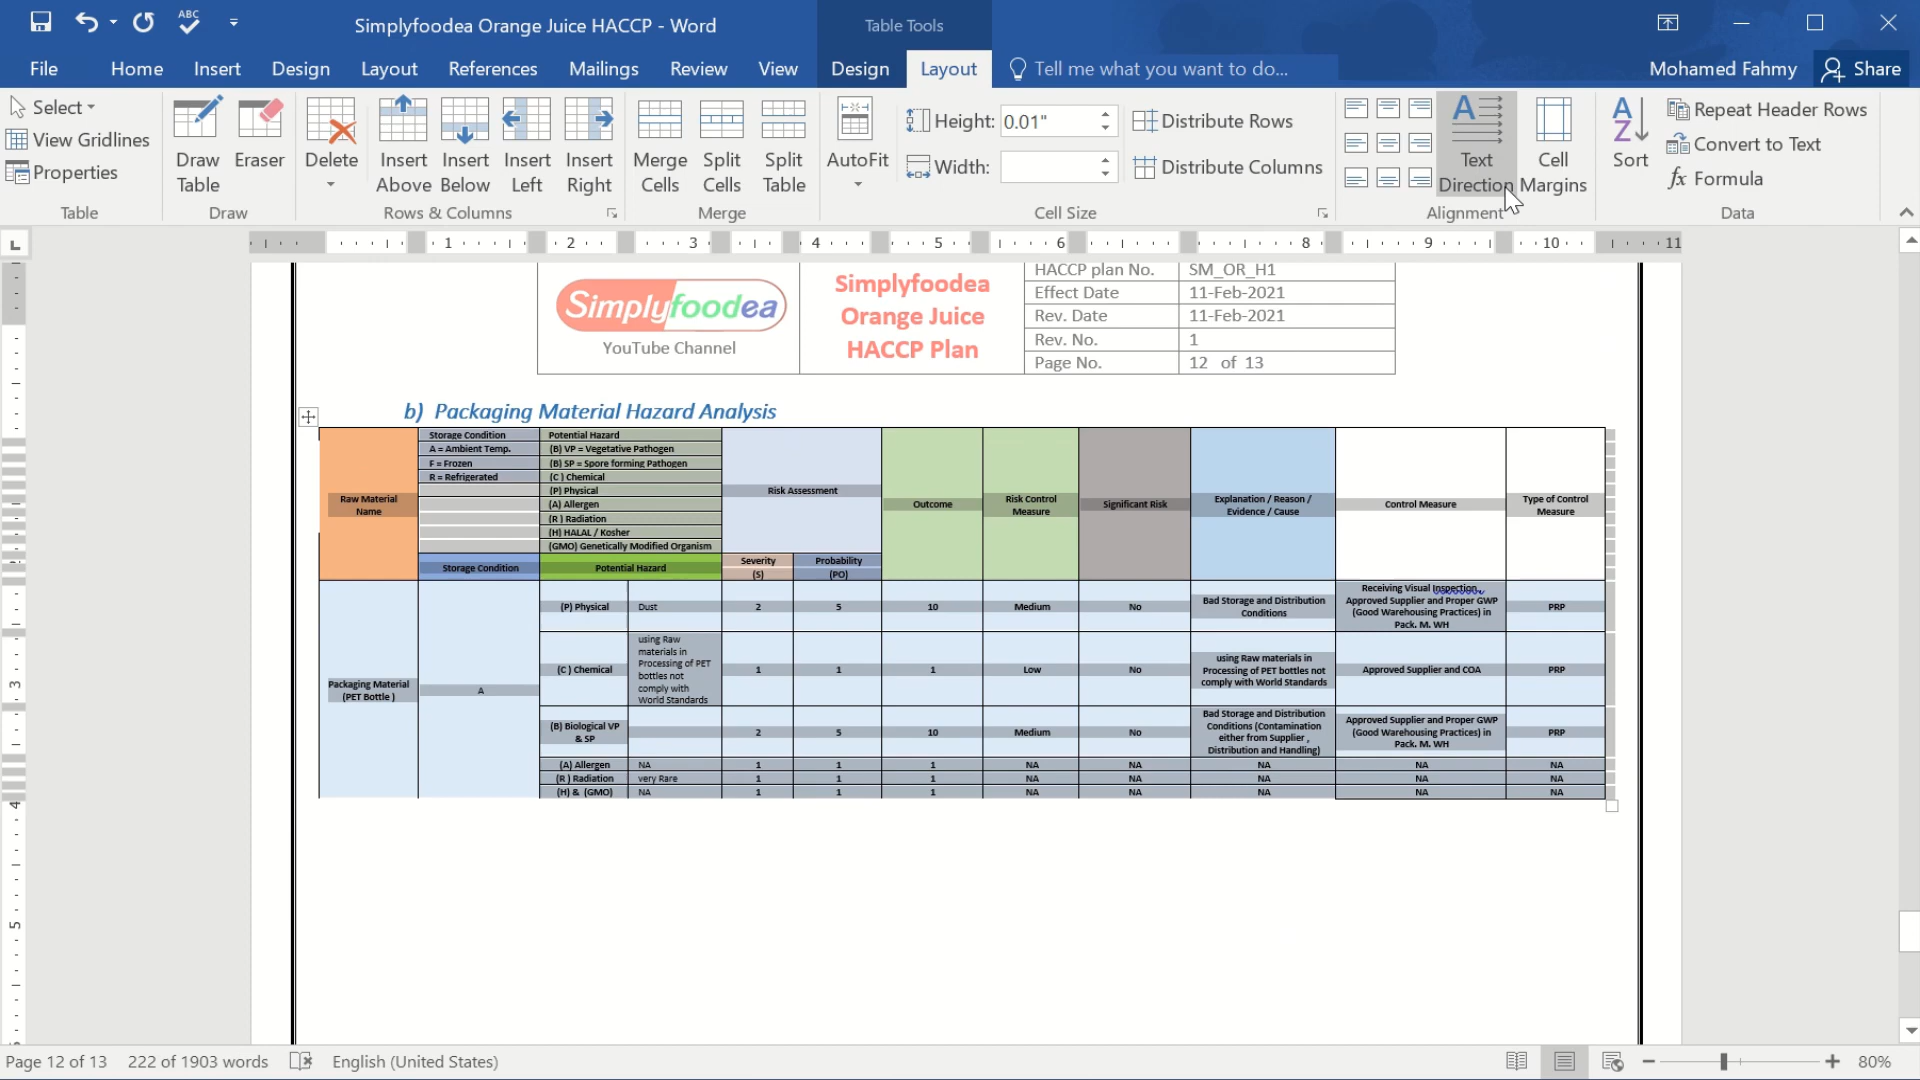 ABC
Simplyfoodea Orange Juice HACCP - Word
Table Tools
File
Home
Insert
Design
Layout
References
Mailings
Review
View
Design
Layout
Tell me what you want to do...
Mohamed Fahmy
Share
Select
View Gridlines
Properties
Table
Draw
Table
Eraser
Draw
Delete
Insert
Above
Insert
Below
Insert
Left
Insert
Right
Rows & Columns
Merge
Cells
Split
Cells
Split
Table
Merge
AutoFit
Height: 0.01"
Width:
Distribute Rows
Distribute Columns
Cell Size
Text
Direction
Cell
Margins
Alignment
Sort
Repeat Header Rows
Convert to Text
Formula
Data
1 2 3 4 5 6 8 9 10 11
Simplyfoodea
YouTube Channel
Simplyfoodea
Orange Juice
HACCP Plan
HACCP plan No. SM_OR_H1
Effect Date 11-Feb-2021
Rev. Date 11-Feb-2021
Rev. No. 1
Page No. 12 of 13
b) Packaging Material Hazard Analysis
Raw Material
Name
Storage Condition
A = Ambient Temp.
F = Frozen
R = Refrigerated
Storage Condition
Potential Hazard
(B) VP = Vegetative Pathogen
(B) SP = Spore forming Pathogen
(C ) Chemical
(P) Physical
(A) Allergen
(R ) Radiation
(H) HALAL / Kosher
(GMO) Genetically Modified Organism
Potential Hazard
Risk Assessment
Severity
(S)
Probability
(PO)
Outcome
Risk Control
Measure
Significant Risk
Explanation / Reason /
Evidence / Cause
Control Measure
Type of Control
Measure
Packaging Material
(PET Bottle )
A
(P) Physical
Dust
2
5
10
Medium
No
Bad Storage and Distribution
Conditions
Receiving Visual Inspection,
Approved Supplier and Proper GWP
(Good Warehousing Practices) in
Pack. M. WH
PRP
(C ) Chemical
using Raw
materials in
Processing of PET
bottles not
comply with
World Standards
1
1
1
Low
No
using Raw materials in
Processing of PET bottles not
comply with World Standards
Approved Supplier and COA
PRP
(B) Biological VP
& SP
2
5
10
Medium
No
Bad Storage and Distribution
Conditions (Contamination
either from Supplier ,
Distribution and Handling)
Approved Supplier and Proper GWP
(Good Warehousing Practices) in
Pack. M. WH
PRP
(A) Allergen NA 1 1 1 NA NA NA NA NA
(R ) Radiation very Rare 1 1 1 NA NA NA NA NA
(H) & (GMO) NA 1 1 1 NA NA NA NA NA
3
4
5
Page 12 of 13
222 of 1903 words
English (United States)
80%